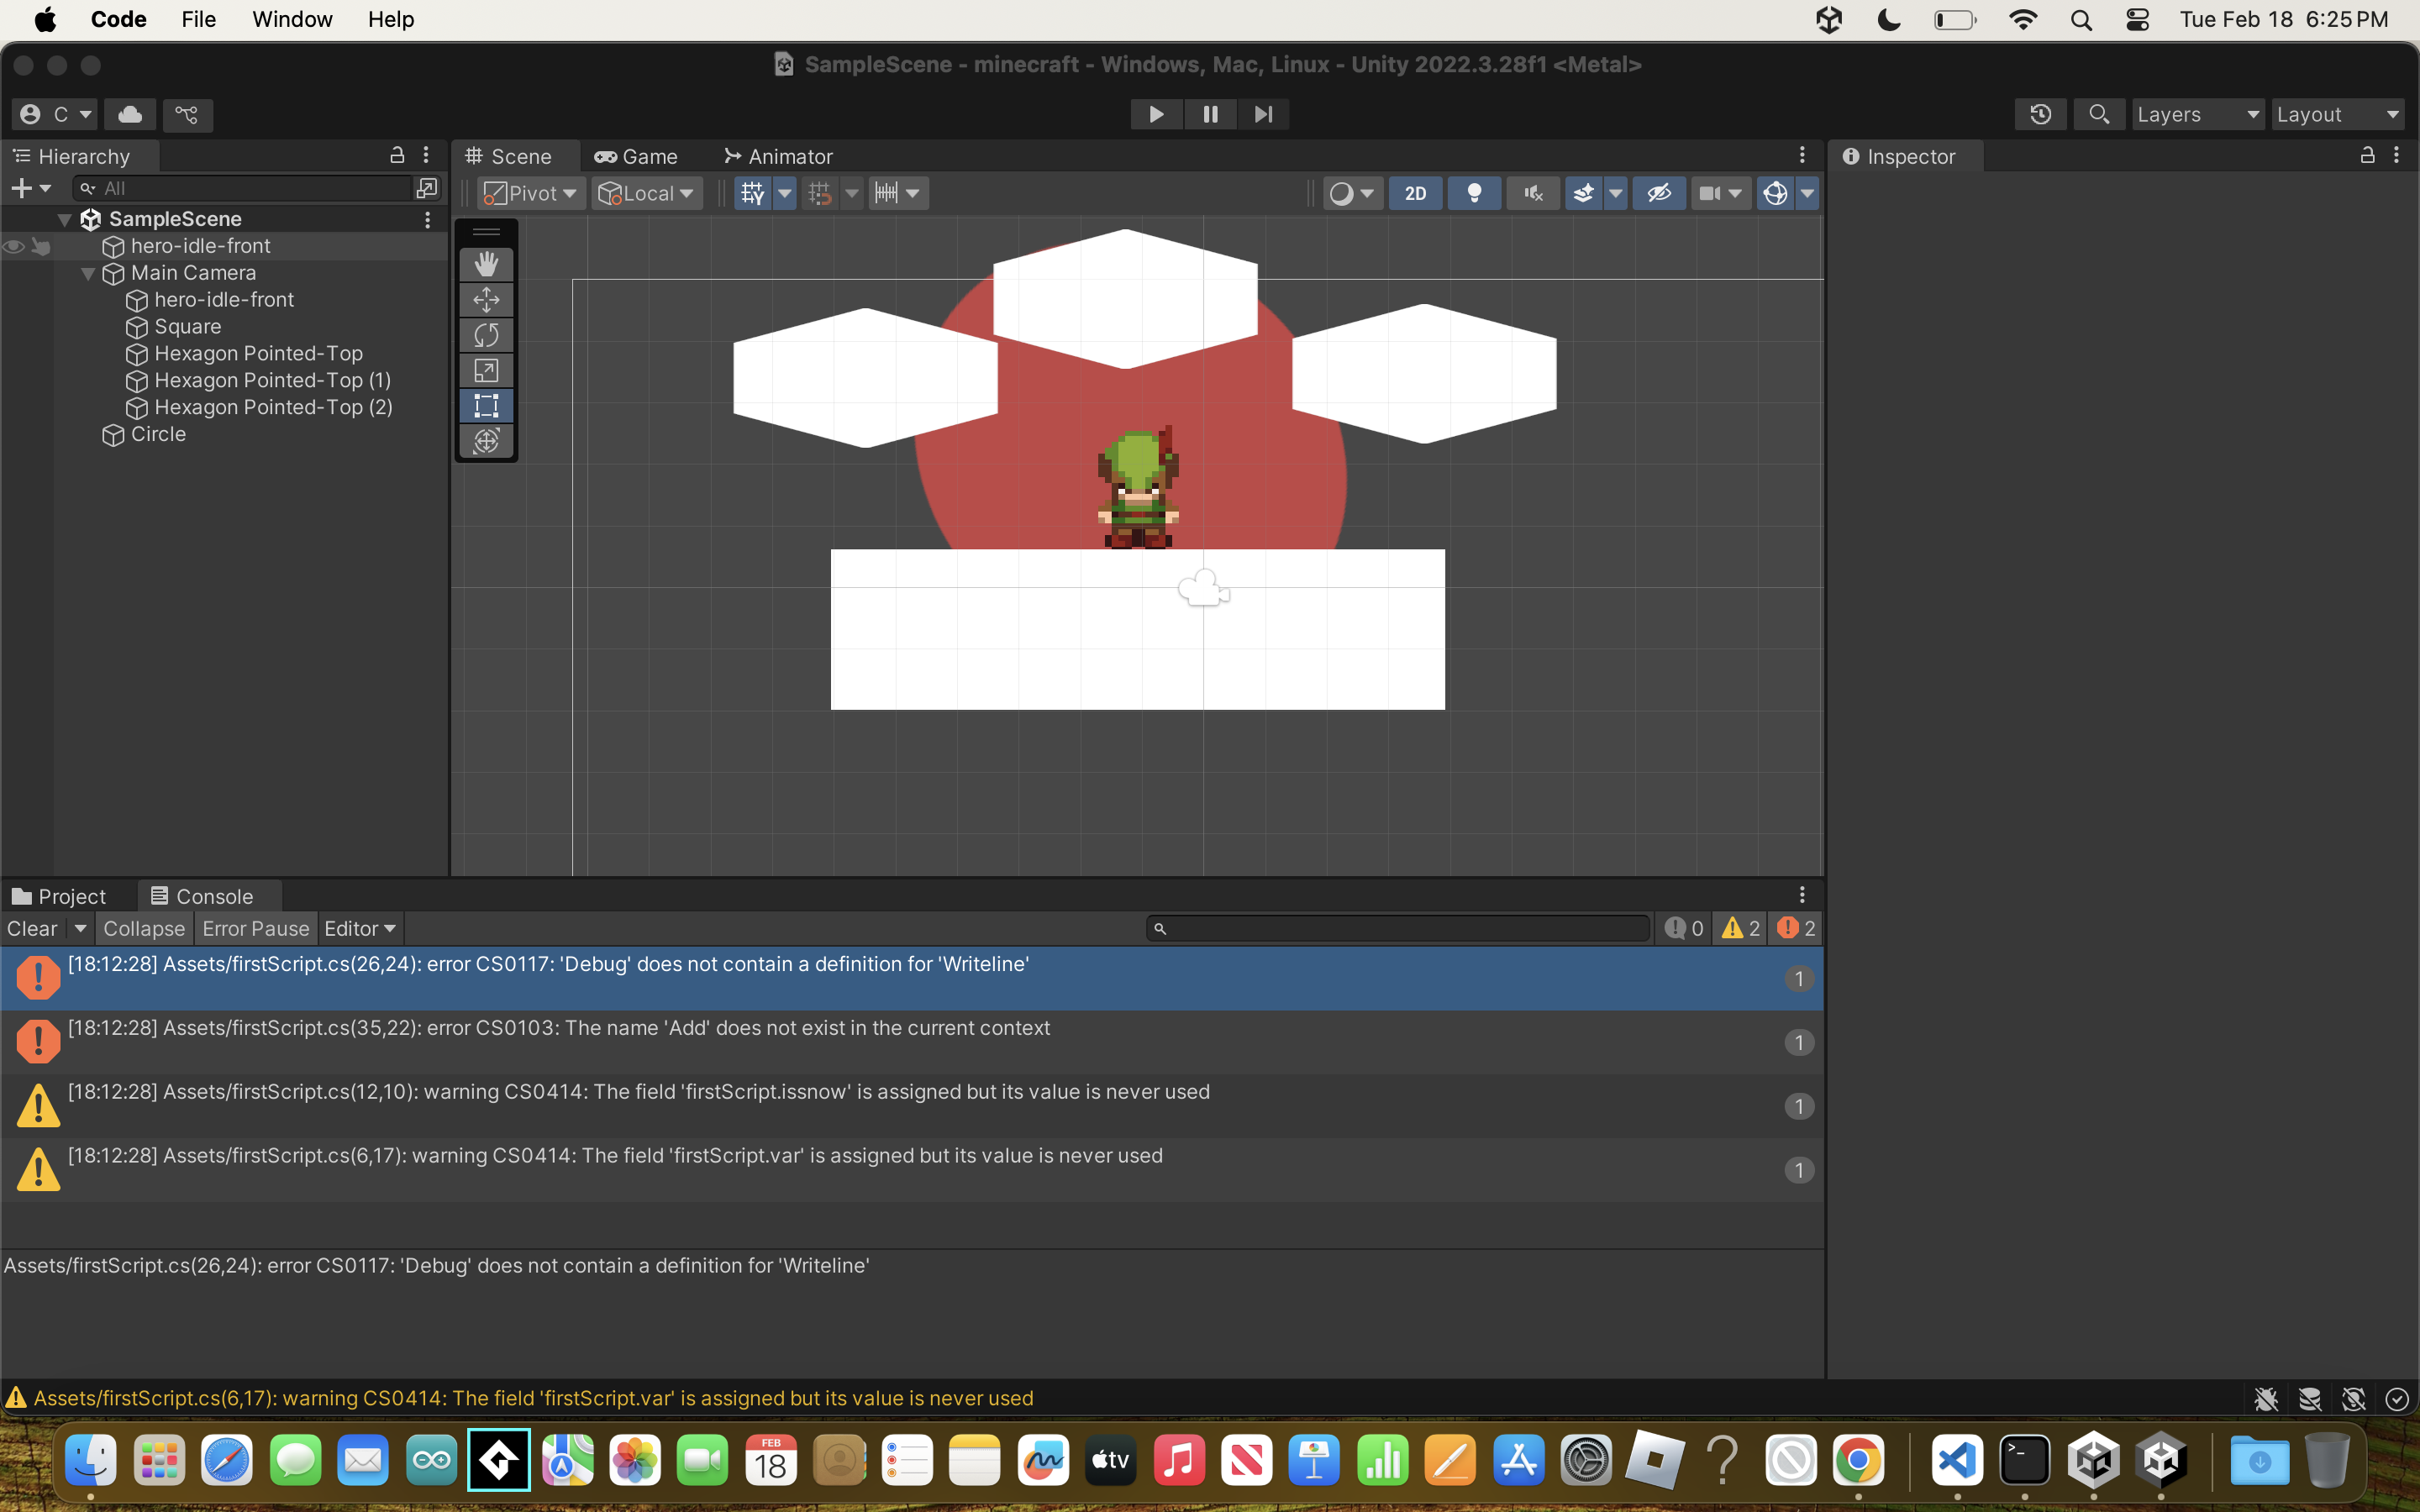 Code File Window Help Tue Feb 18 6:25 PM
SampleScene - minecraft - Windows, Mac, Linux - Unity 2022.3.28f1 <Metal>
C Layers Layout
Hierarchy Scene Game Animator Inspector
All Pivot Local 2D
SampleScene
hero-idle-front
Main Camera
hero-idle-front
Square
Hexagon Pointed-Top
Hexagon Pointed-Top (1)
Hexagon Pointed-Top (2)
Circle
Project Console
Clear Collapse Error Pause Editor 0 2 2
[18:12:28] Assets/firstScript.cs(26,24): error CS0117: 'Debug' does not contain a definition for 'Writeline' 1
[18:12:28] Assets/firstScript.cs(35,22): error CS0103: The name 'Add' does not exist in the current context 1
[18:12:28] Assets/firstScript.cs(12,10): warning CS0414: The field 'firstScript.issnow' is assigned but its value is never used 1
[18:12:28] Assets/firstScript.cs(6,17): warning CS0414: The field 'firstScript.var' is assigned but its value is never used 1
Assets/firstScript.cs(26,24): error CS0117: 'Debug' does not contain a definition for 'Writeline'
Assets/firstScript.cs(6,17): warning CS0414: The field 'firstScript.var' is assigned but its value is never used
FEB
18
tv